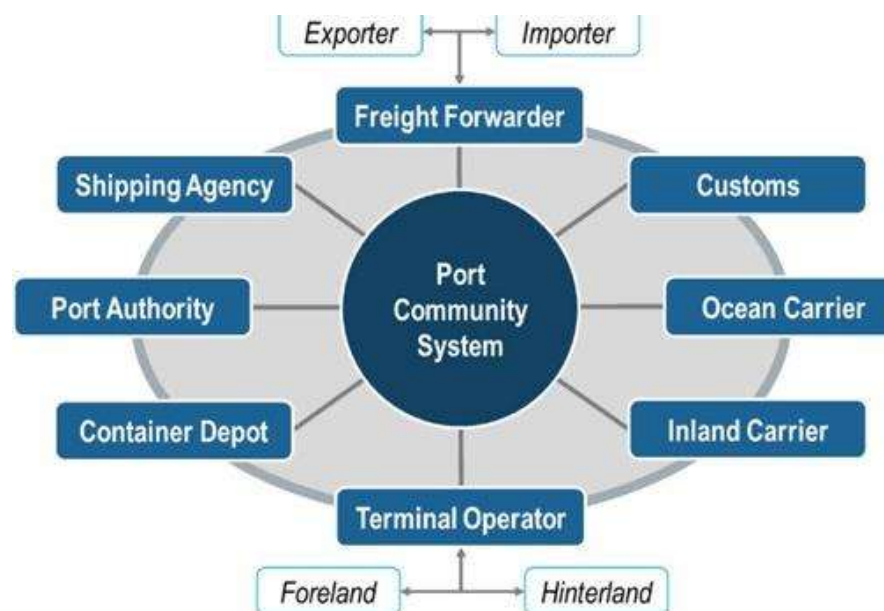 Exporter
Importer
Freight Forwarder
Shipping Agency
Customs
Port
Community
System
Port Authority
Ocean Carrier
Container Depot
Inland Carrier
Terminal Operator
Foreland
Hinterland